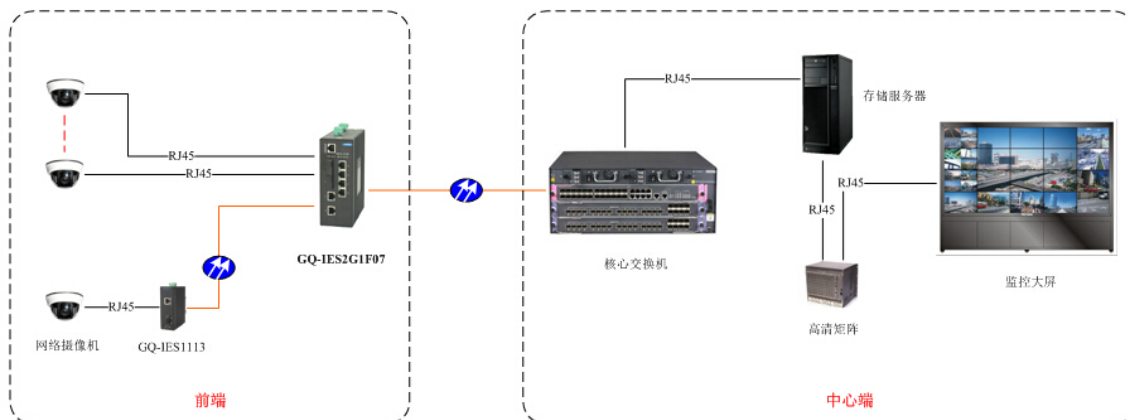 RJ45
存储服务器
RJ45
RJ45
RJ45
RJ45
GQ-IES2G1F07
核心交换机
监控大屏
高清矩阵
RJ45
网络摄像机
GQ-IES1113
前端
中心端